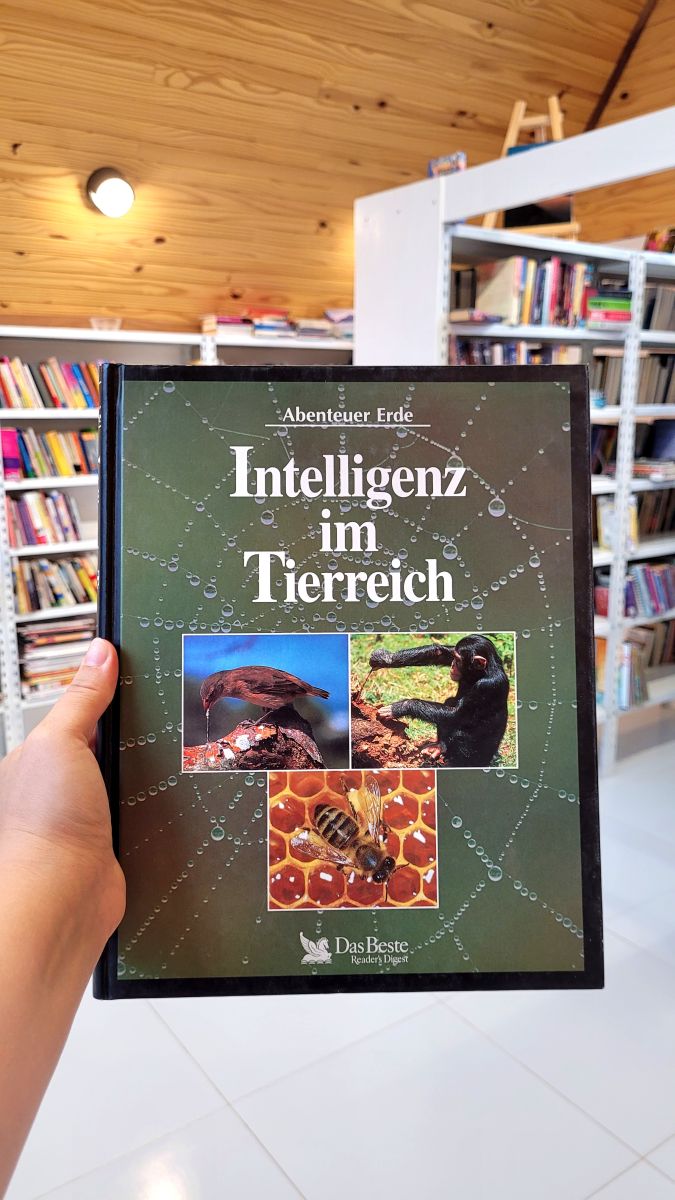 Abenteuer Erde
Intelligenz
im
Tierreich
Das Beste
Reader's Digest